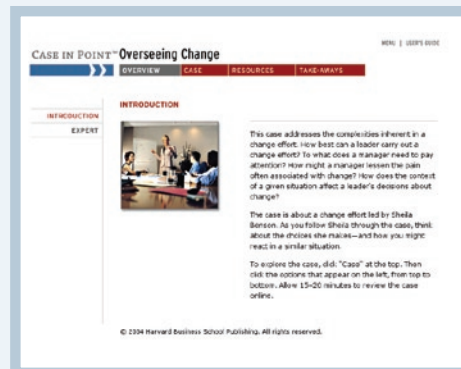 MENU | USER'S GUIDE
CASE IN POINT™ Overseeing Change
OVERVIEW CASE RESOURCES TAKE-AWAYS
INTRODUCTION
INTRODUCTION
EXPERT
This case addresses the complexities inherent in a
change effort. How best can a leader carry out a
change effort? To what does a manager need to pay
attention? How might a manager lessen the pain
often associated with change? How does the context
of a given situation affect a leader's decisions about
change?
The case is about a change effort led by Sheila
Benson. As you follow Sheila through the case, think
about the choices she makes—and how you might
react in a similar situation.
To explore the case, click "Case" at the top. Then
click the options that appear on the left, from top to
bottom. Allow 15–20 minutes to review the case
online.
© 2004 Harvard Business School Publishing. All rights reserved.